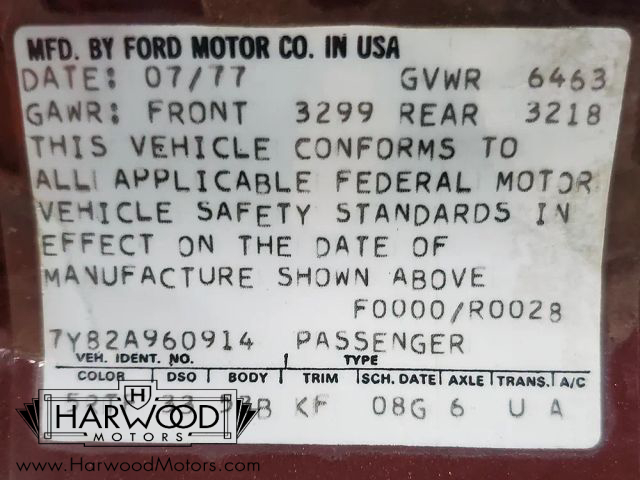 MFD. BY FORD MOTOR CO. IN USA
DATE: 07/77 GVWR 6463
GAWR: FRONT 3299 REAR 3218
THIS VEHICLE CONFORMS TO
ALL APPLICABLE FEDERAL MOTOR
VEHICLE SAFETY STANDARDS IN
EFFECT ON THE DATE OF
MANUFACTURE SHOWN ABOVE
F0000/R0028
7Y82A960914 PASSENGER
VEH. IDENT. NO. TYPE
COLOR DSO BODY TRIM SCH. DATE AXLE TRANS. A/C
33 KF 08G 6 U A
H
HARWOOD
MOTORS
www.HarwoodMotors.com